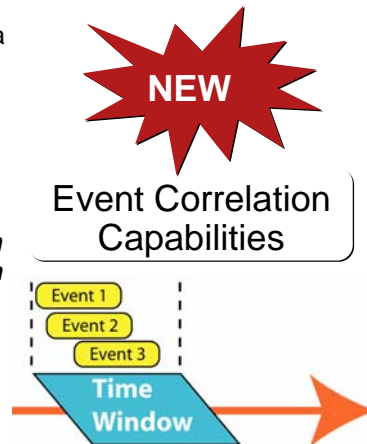 a
NEW
Event Correlation
Capabilities
n
n
Event 1
Event 2
Event 3
Time
Window